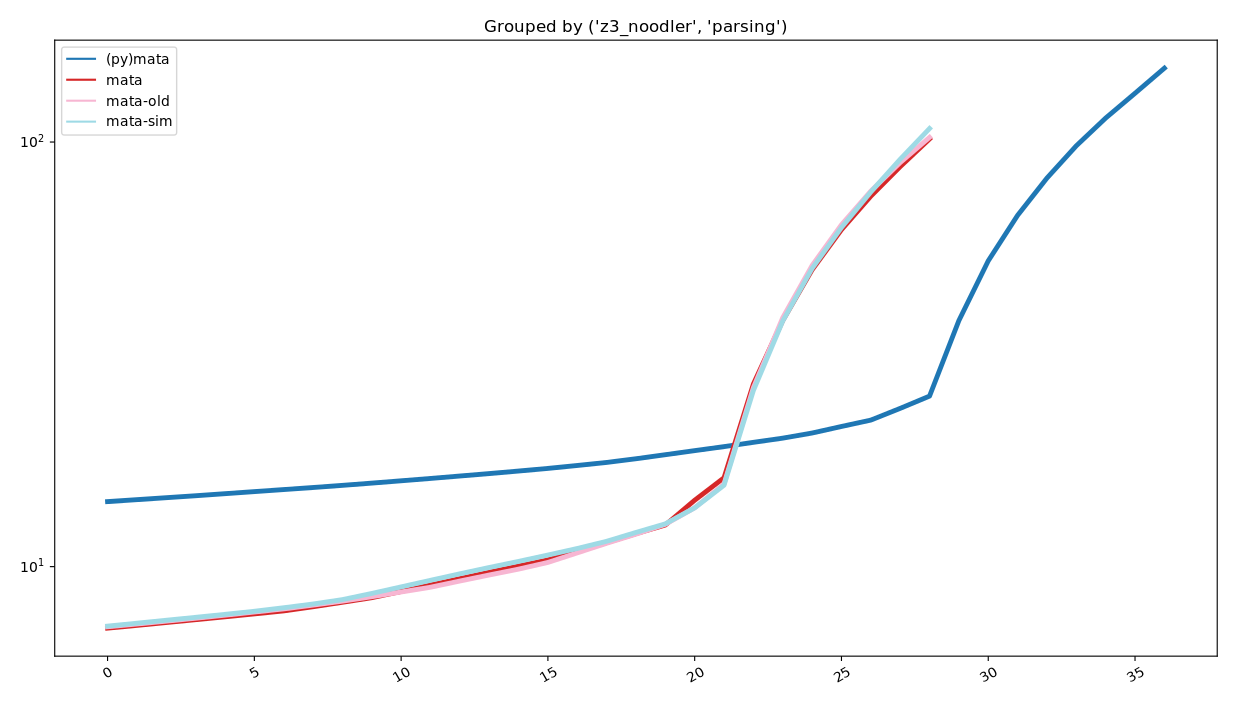 Grouped by ('z3_noodler', 'parsing')
(py)mata
mata
mata-old
mata-sim
10²
10¹
0 5 10 15 20 25 30 35